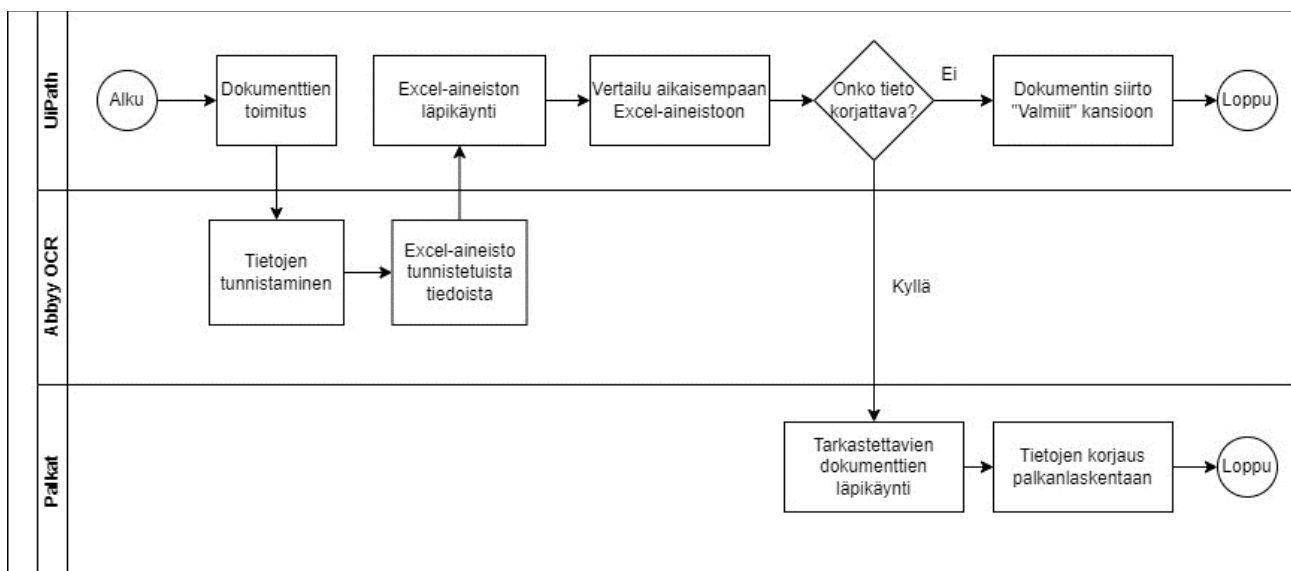 UiPath
Alku
Dokumenttien
toimitus
Excel-aineiston
läpikäynti
Vertailu aikaisempaan
Excel-aineistoon
Onko tieto
korjattava?
Ei
Dokumentin siirto
"Valmiit" kansioon
Loppu
Abbyy OCR
Tietojen
tunnistaminen
Excel-aineisto
tunnistetuista
tiedoista
Kyllä
Palkat
Tarkastettavien
dokumenttien
läpikäynti
Tietojen korjaus
palkanlaskentaan
Loppu